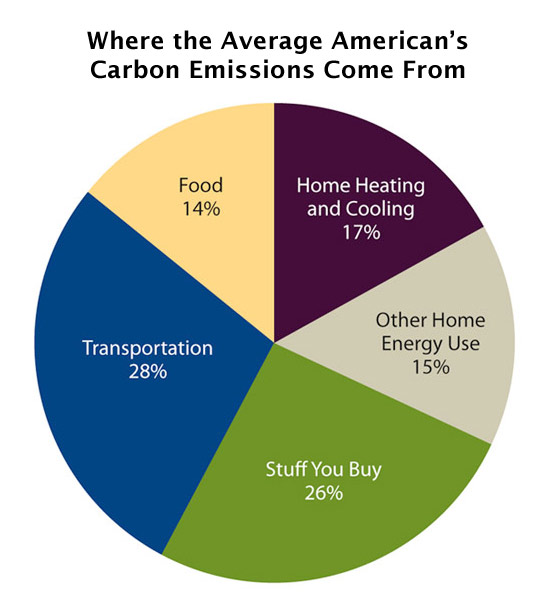 Where the Average American’s
Carbon Emissions Come From
Food
14%
Home Heating
and Cooling
17%
Other Home
Energy Use
15%
Transportation
28%
Stuff You Buy
26%